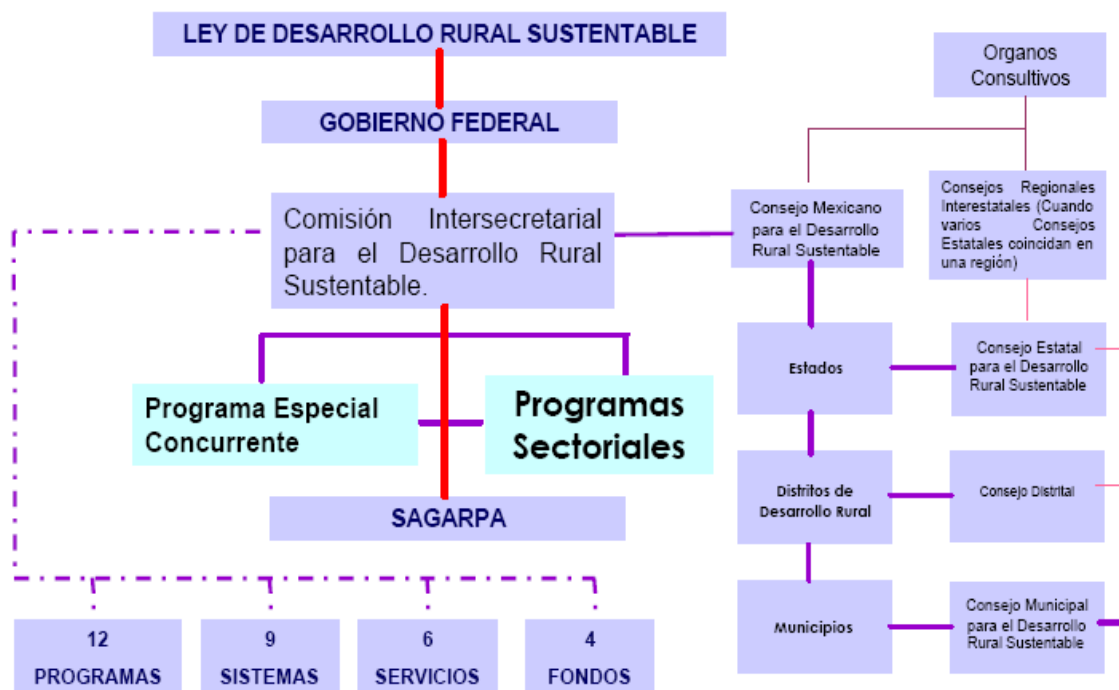 LEY DE DESARROLLO RURAL SUSTENTABLE
GOBIERNO FEDERAL
Comisión Intersecretarial
para el Desarrollo Rural
Sustentable.
Programa Especial
Concurrente
Programas
Sectoriales
SAGARPA
12
PROGRAMAS
9
SISTEMAS
6
SERVICIOS
4
FONDOS
Organos
Consultivos
Consejo Mexicano
para el Desarrollo
Rural Sustentable
Consejos Regionales
Interestatales (Cuando
varios Consejos
Estatales coincidan en
una región)
Estados
Consejo Estatal
para el Desarrollo
Rural Sustentable
Distritos de
Desarrollo Rural
Consejo Distrital
Municipios
Consejo Municipal
para el Desarrollo
Rural Sustentable